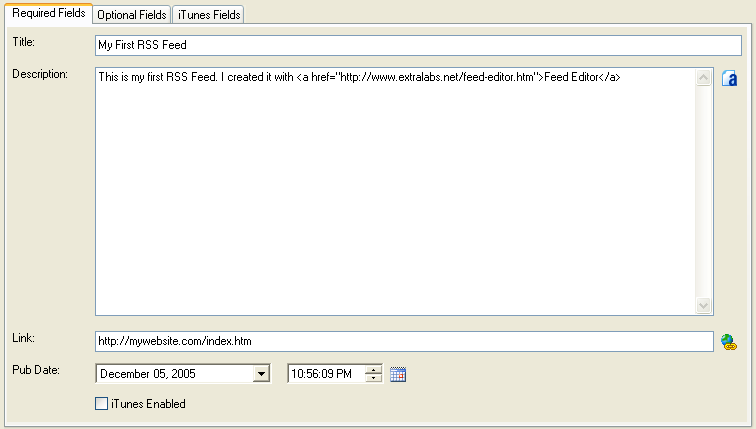 Required Fields Optional Fields iTunes Fields
Title: My First RSS Feed
Description: This is my first RSS Feed. I created it with <a href="http://www.extralabs.net/feed-editor.htm">Feed Editor</a>
Link: http://mywebsite.com/index.htm
Pub Date: December 05, 2005 10:56:09 PM
iTunes Enabled